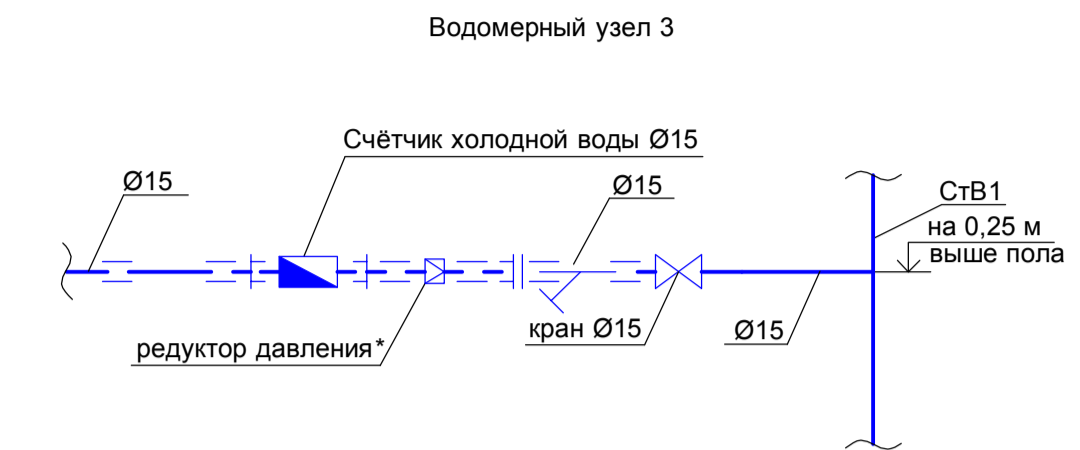 Водомерный узел 3
Счётчик холодной воды Ø15
Ø15
Ø15
СтВ1
на 0,25 м
выше пола
кран Ø15
Ø15
редуктор давления*